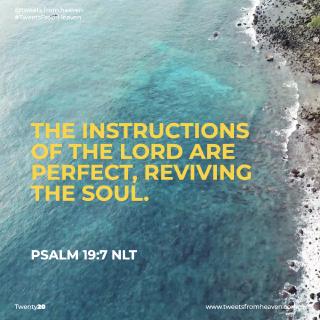 @tweets.from.heaven
#TweetsFromHeaven
THE INSTRUCTIONS
OF THE LORD ARE
PERFECT, REVIVING
THE SOUL.
PSALM 19:7 NLT
Twenty20
www.tweetsfromheaven.com